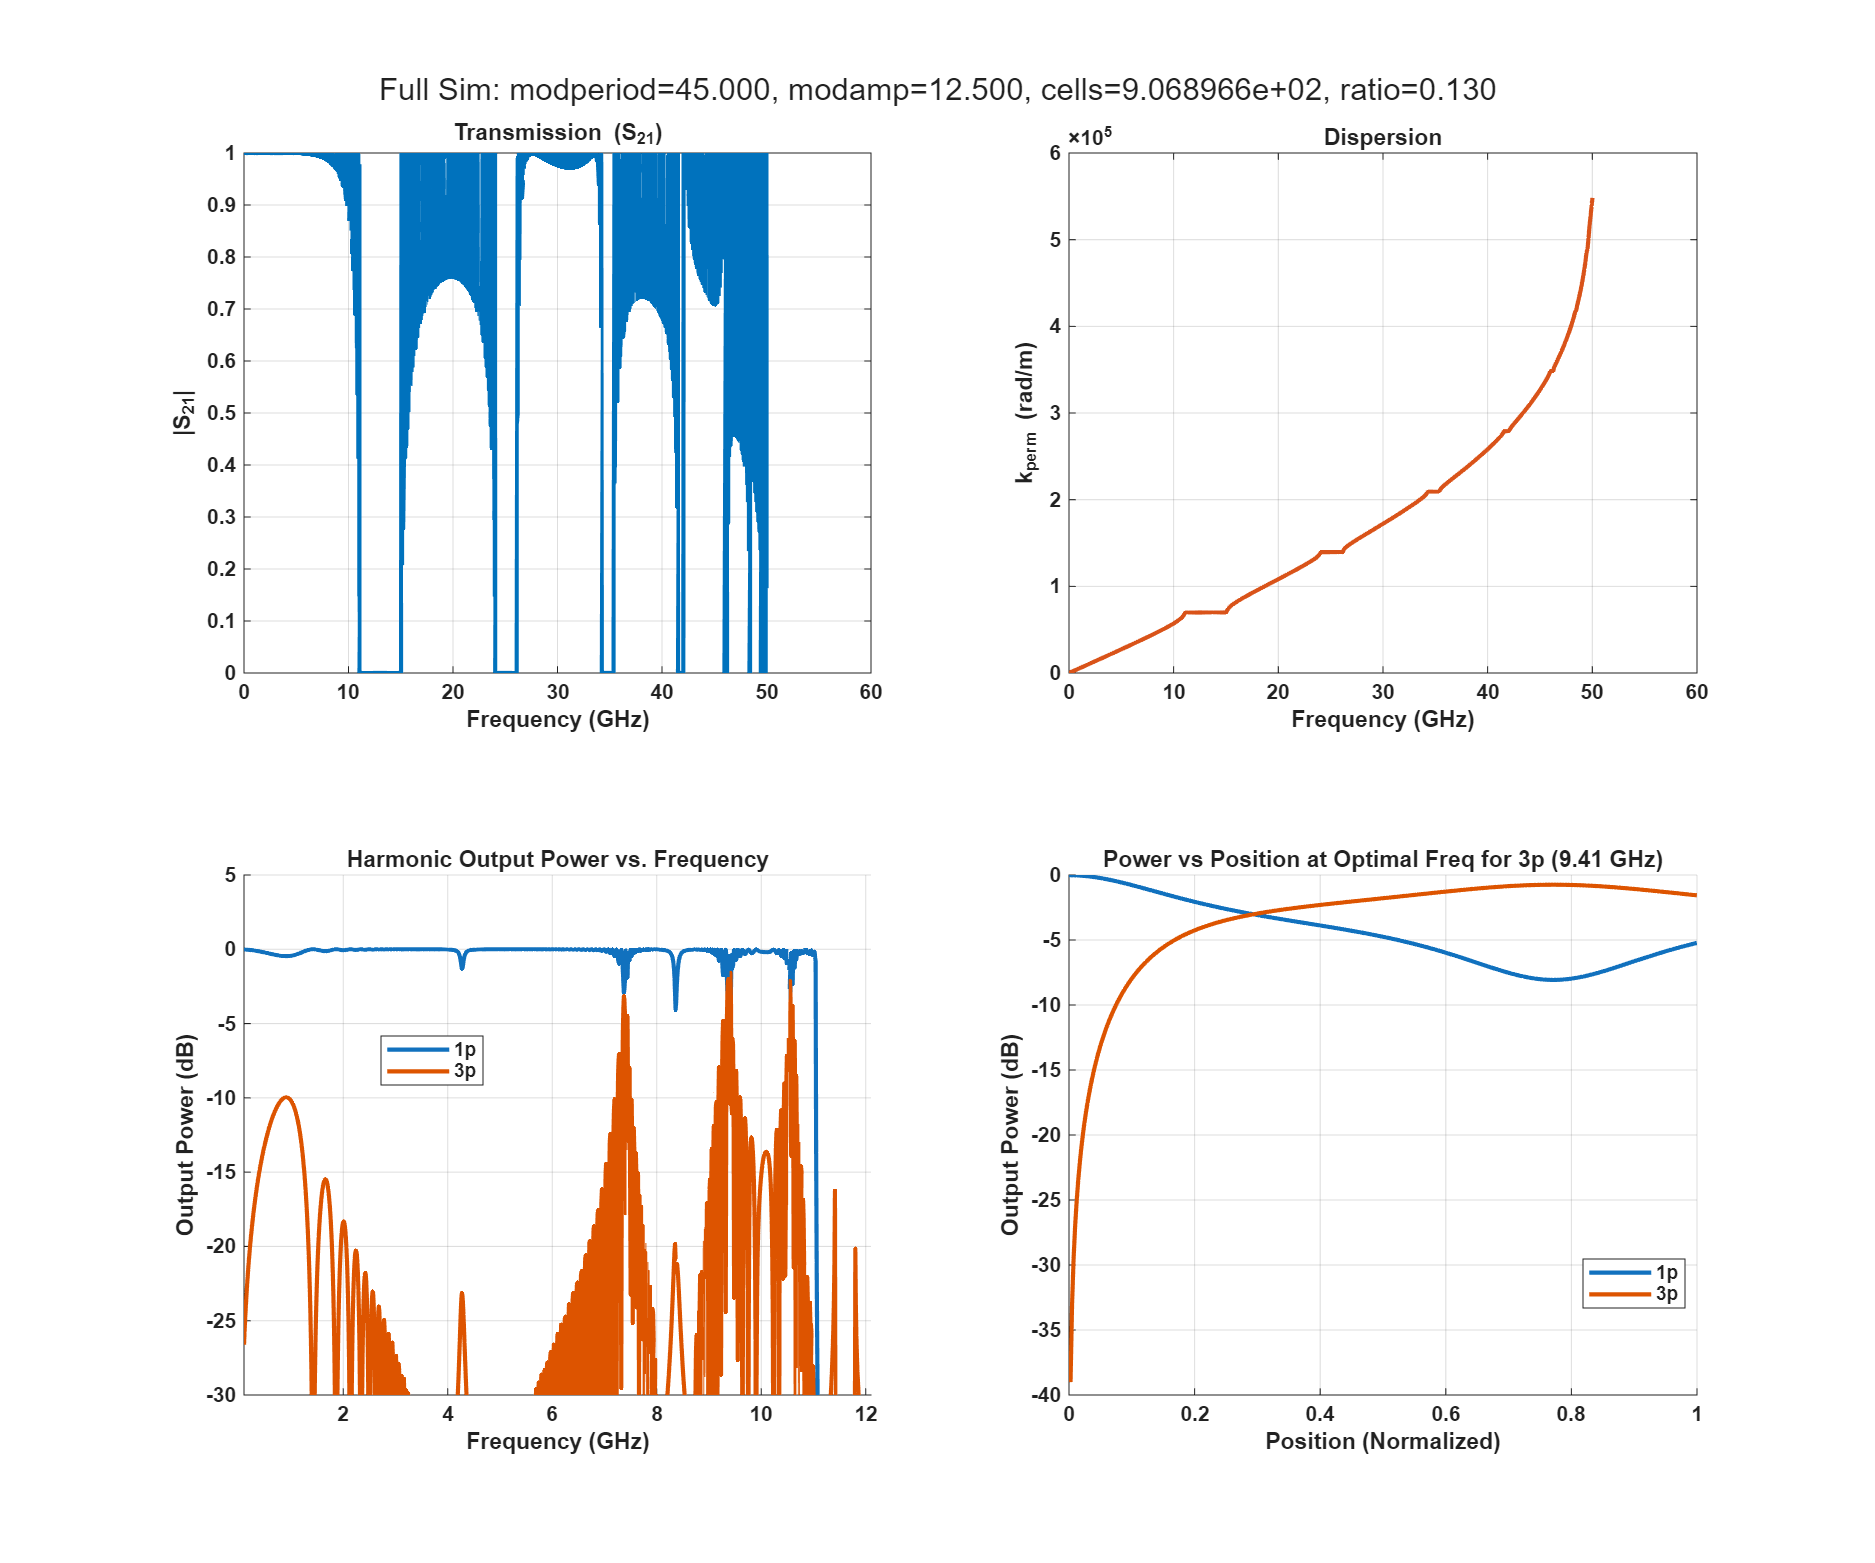 Full Sim: modperiod=45.000, modamp=12.500, cells=9.068966e+02, ratio=0.130
Transmission (S21)
1
0.9
0.8
0.7
0.6
0.5
0.4
0.3
0.2
0.1
0
|S21|
0 10 20 30 40 50 60
Frequency (GHz)
×10^5
Dispersion
6
5
4
3
2
1
0
kperm (rad/m)
0 10 20 30 40 50 60
Frequency (GHz)
Harmonic Output Power vs. Frequency
5
0
-5
-10
-15
-20
-25
-30
Output Power (dB)
1p
3p
2 4 6 8 10 12
Frequency (GHz)
Power vs Position at Optimal Freq for 3p (9.41 GHz)
0
-5
-10
-15
-20
-25
-30
-35
-40
Output Power (dB)
1p
3p
0 0.2 0.4 0.6 0.8 1
Position (Normalized)